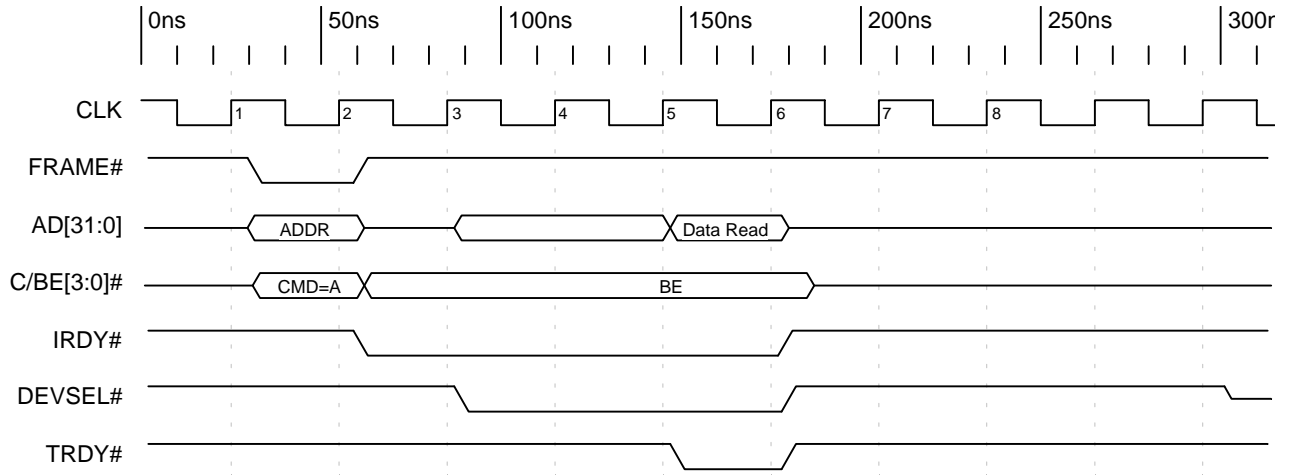 0ns 50ns 100ns 150ns 200ns 250ns 300n
CLK 1 2 3 4 5 6 7 8
FRAME#
AD[31:0] ADDR Data Read
C/BE[3:0]# CMD=A BE
IRDY#
DEVSEL#
TRDY#